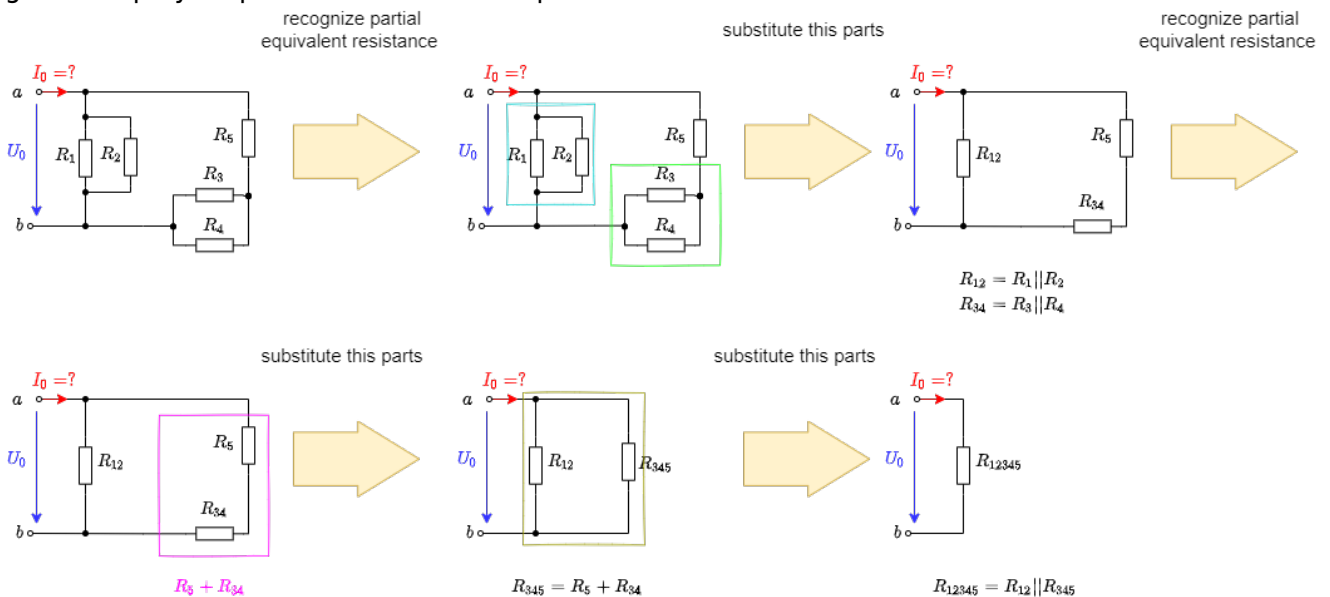 recognize partial
equivalent resistance
substitute this parts
recognize partial
equivalent resistance
I₀ =?
a
U₀
R₁
R₂
R₅
R₃
R₄
b
I₀ =?
a
U₀
R₁
R₂
R₅
R₃
R₄
b
I₀ =?
a
U₀
R₁₂
R₅
R₃₄
b
R₁₂ = R₁||R₂
R₃₄ = R₃||R₄
substitute this parts
substitute this parts
I₀ =?
a
U₀
R₁₂
R₅
R₃₄
b
R₅ + R₃₄
I₀ =?
a
U₀
R₁₂
R₃₄₅
b
R₃₄₅ = R₅ + R₃₄
I₀ =?
a
U₀
R₁₂₃₄₅
b
R₁₂₃₄₅ = R₁₂||R₃₄₅